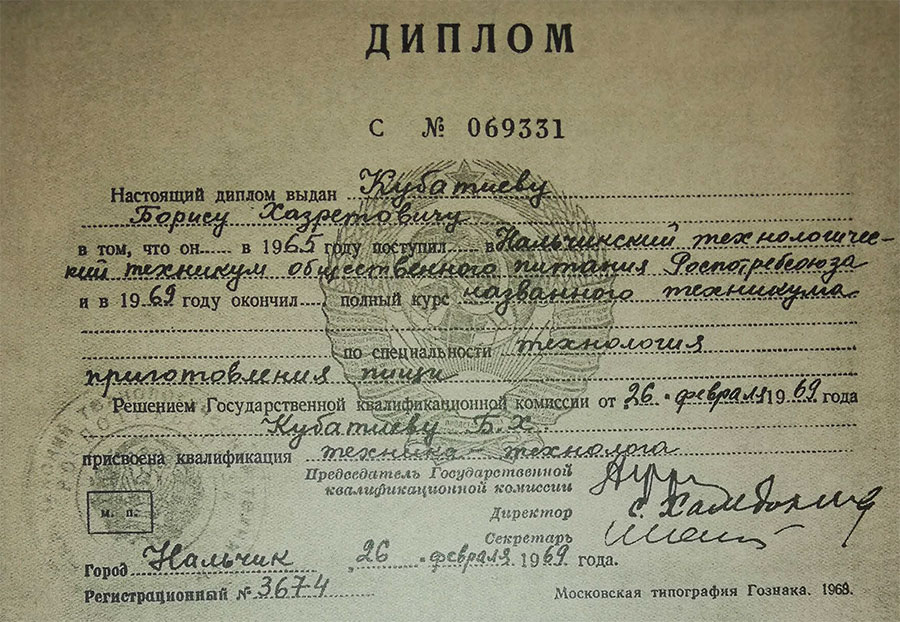 ДИПЛОМ
С № 069331
Настоящий диплом выдан Кубатиеву
Борису Хазретовичу
в том, что он в 1965 году поступил в Нальчинский технологичес-
кий техникум общественного питания Роспотребсоюза
и в 1969 году окончил полный курс названного техникума
по специальности технология
приготовления пищи
Решением Государственной квалификационной комиссии от 26 февраля 1969 года
Кубатиеву Б. Х.
присвоена квалификация техника-технолога
Председатель Государственной
квалификационной комиссии
м. п.
Директор
Секретарь
Город Нальчик „26" февраля 1969 года.
Регистрационный № 3674
Московская типография Гознака. 1968.